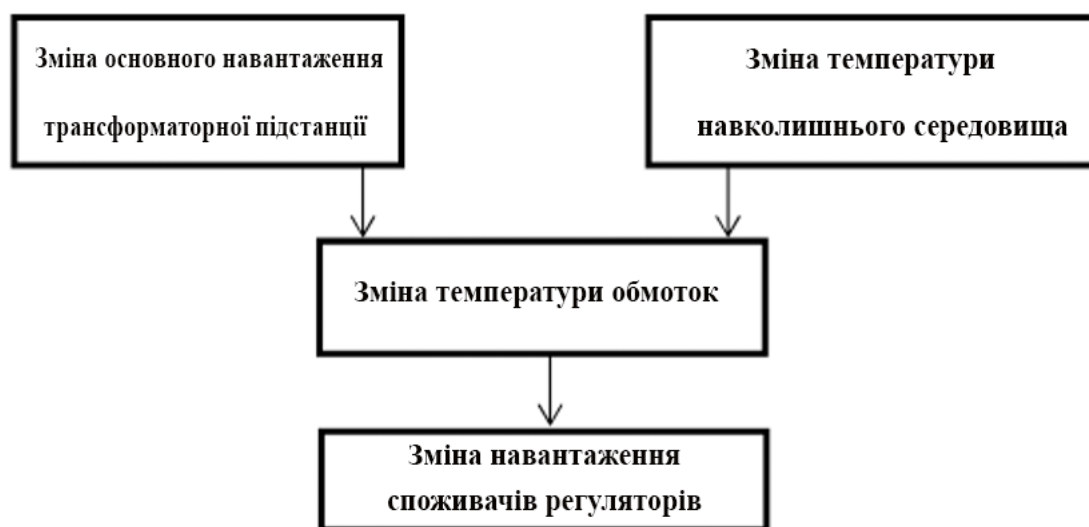 Зміна основного навантаження
трансформаторної підстанції
Зміна температури
навколишнього середовища
Зміна температури обмоток
Зміна навантаження
споживачів регуляторів